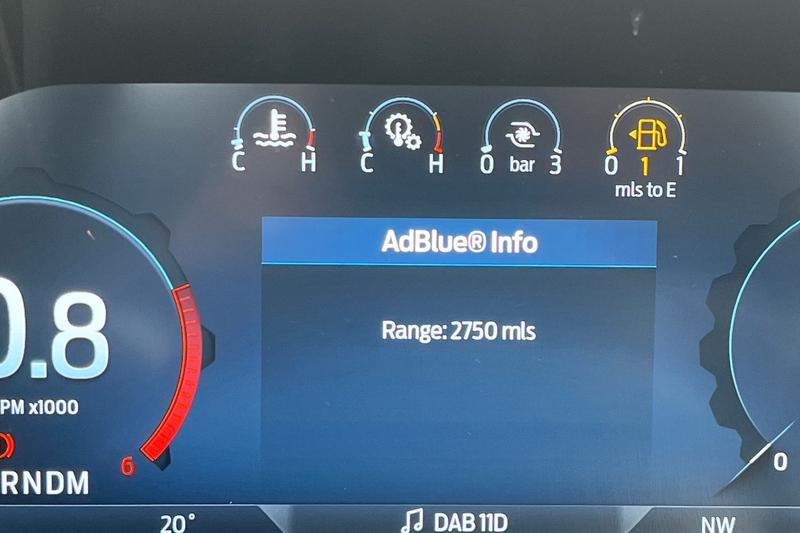 C H
C H
0 bar 3
0 1 1
mls to E
AdBlue® Info
Range: 2750 mls
0.8
PM x1000
6
RNDM
0
20°
DAB 11D
NW